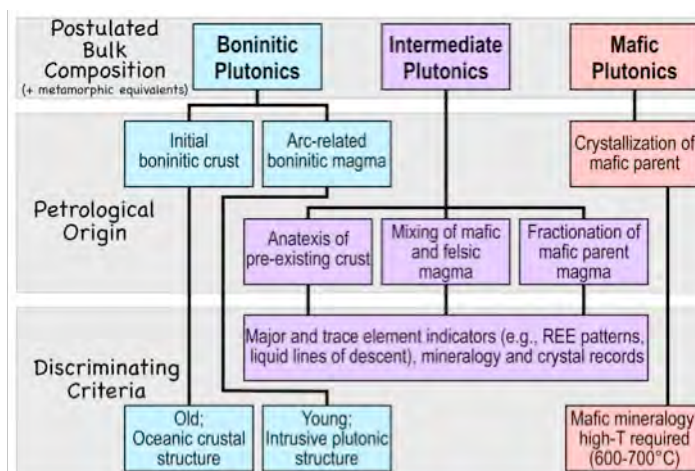 Postulated
Bulk
Composition
(+ metamorphic equivalents)
Boninitic
Plutonics
Intermediate
Plutonics
Mafic
Plutonics
Petrological
Origin
Initial
boninitic crust
Arc-related
boninitic magma
Crystallization of
mafic parent
Anatexis of
pre-existing crust
Mixing of mafic
and felsic
magma
Fractionation of
mafic parent
magma
Discriminating
Criteria
Major and trace element indicators (e.g., REE patterns,
liquid lines of descent), mineralogy and crystal records
Old;
Oceanic crustal
structure
Young;
Intrusive plutonic
structure
Mafic mineralogy
high-T required
(600-700°C)